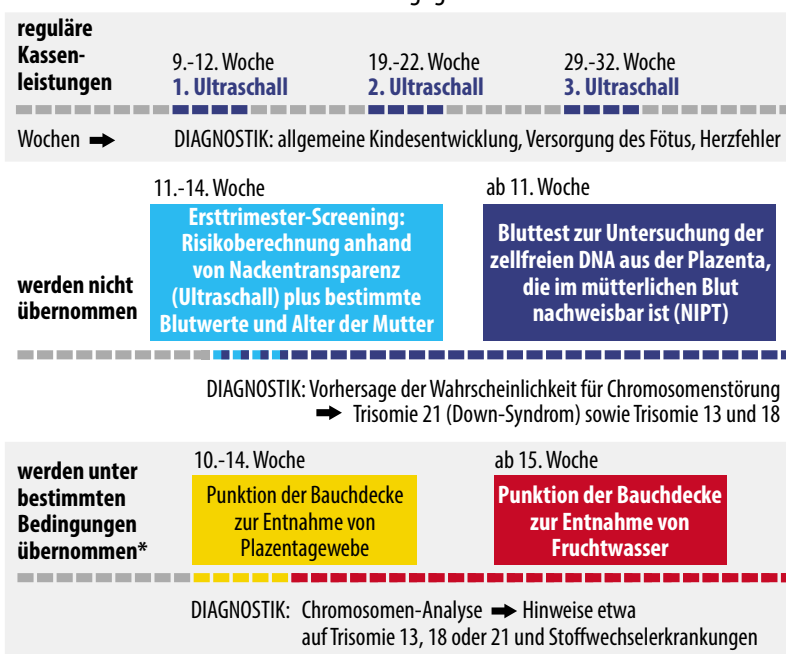 reguläre
Kassen-
leistungen
9.-12. Woche
1. Ultraschall
19.-22. Woche
2. Ultraschall
29.-32. Woche
3. Ultraschall
Wochen ➡
DIAGNOSTIK: allgemeine Kindesentwicklung, Versorgung des Fötus, Herzfehler
werden nicht
übernommen
11.-14. Woche
Ersttrimester-Screening:
Risikoberechnung anhand
von Nackentransparenz
(Ultraschall) plus bestimmte
Blutwerte und Alter der Mutter
ab 11. Woche
Bluttest zur Untersuchung der
zellfreien DNA aus der Plazenta,
die im mütterlichen Blut
nachweisbar ist (NIPT)
DIAGNOSTIK: Vorhersage der Wahrscheinlichkeit für Chromosomenstörung
➡ Trisomie 21 (Down-Syndrom) sowie Trisomie 13 und 18
werden unter
bestimmten
Bedingungen
übernommen*
10.-14. Woche
Punktion der Bauchdecke
zur Entnahme von
Plazentagewebe
ab 15. Woche
Punktion der Bauchdecke
zur Entnahme von
Fruchtwasser
DIAGNOSTIK: Chromosomen-Analyse ➡ Hinweise etwa
auf Trisomie 13, 18 oder 21 und Stoffwechselerkrankungen